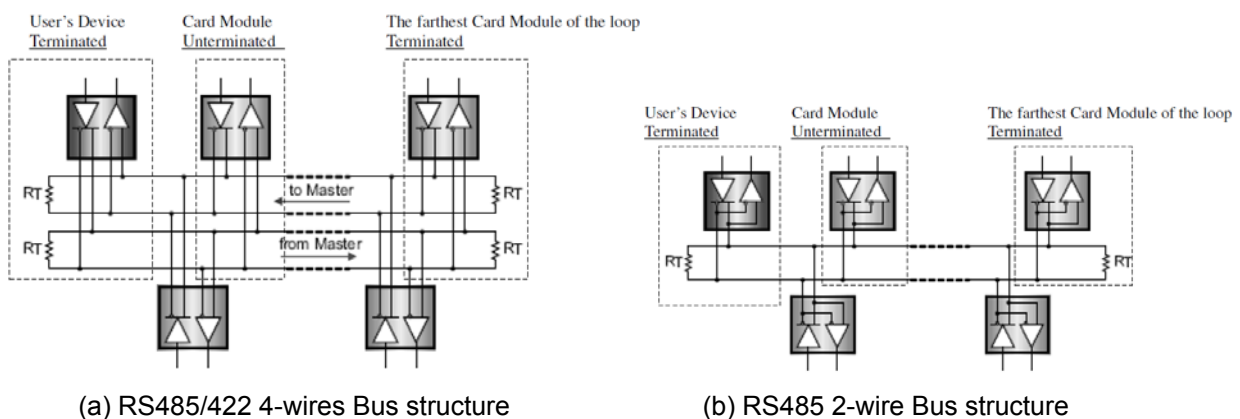 User's Device
Terminated
Card Module
Unterminated
The farthest Card Module of the loop
Terminated
RT
to Master
RT
RT
from Master
RT
(a) RS485/422 4-wires Bus structure
User's Device
Terminated
Card Module
Unterminated
The farthest Card Module of the loop
Terminated
RT
RT
(b) RS485 2-wire Bus structure